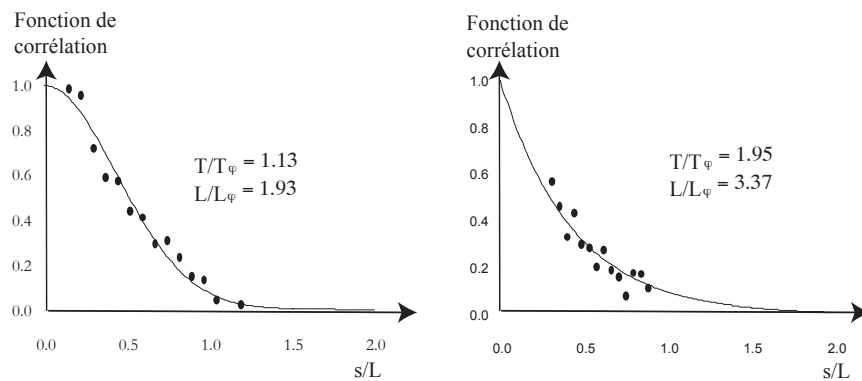 Fonction de
corrélation
1.0
0.8
0.6
0.4
0.2
0.0
T/Tφ = 1.13
L/Lφ = 1.93
0.0 0.5 1.0 1.5 2.0
s/L
Fonction de
corrélation
1.0
0.8
0.6
0.4
0.2
0.0
T/Tφ = 1.95
L/Lφ = 3.37
0.0 0.5 1.0 1.5 2.0
s/L